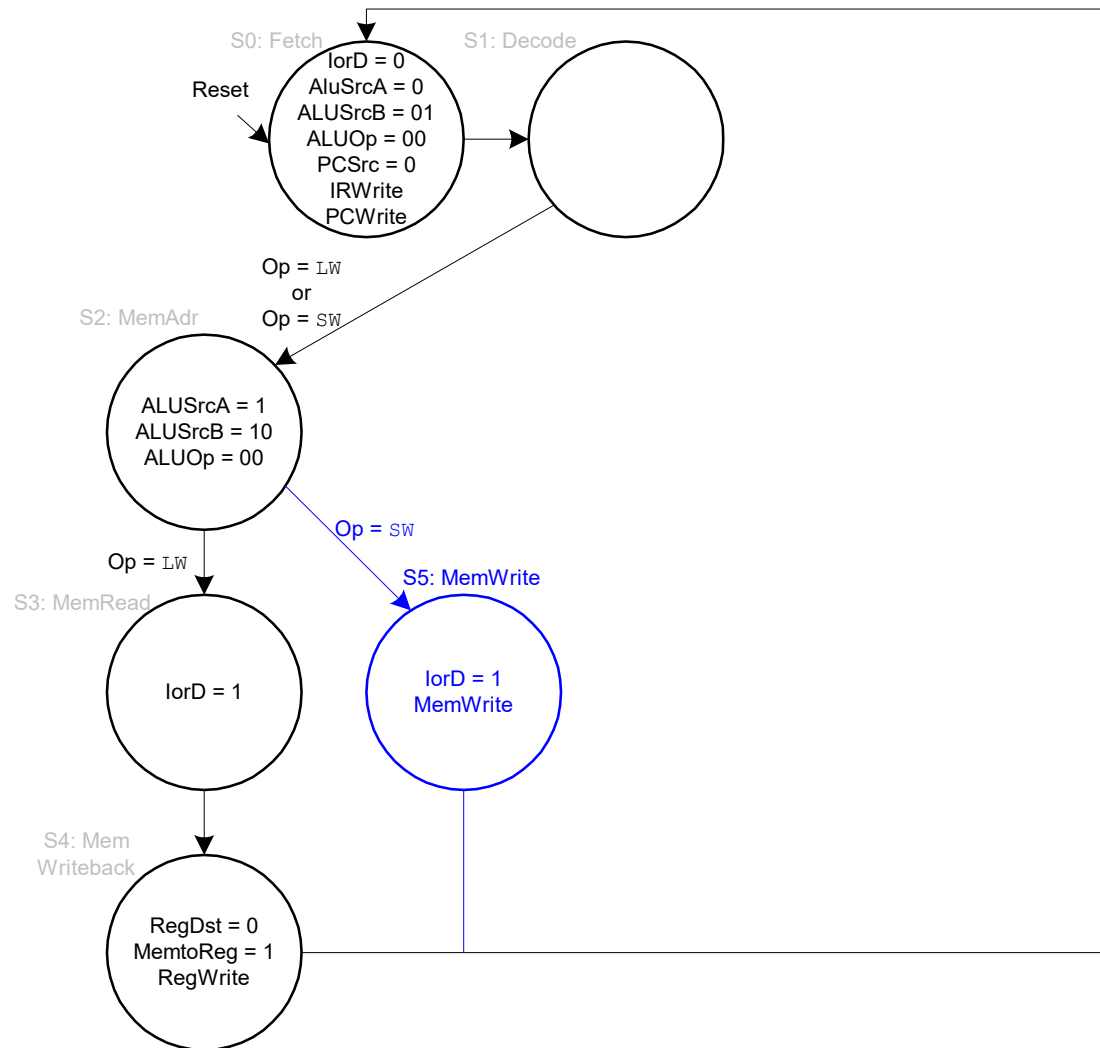 S0: Fetch
S1: Decode
Reset
IorD = 0
AluSrcA = 0
ALUSrcB = 01
ALUOp = 00
PCSrc = 0
IRWrite
PCWrite
Op = LW
or
Op = SW
S2: MemAdr
ALUSrcA = 1
ALUSrcB = 10
ALUOp = 00
Op = SW
Op = LW
S5: MemWrite
S3: MemRead
IorD = 1
IorD = 1
MemWrite
S4: Mem
Writeback
RegDst = 0
MemtoReg = 1
RegWrite